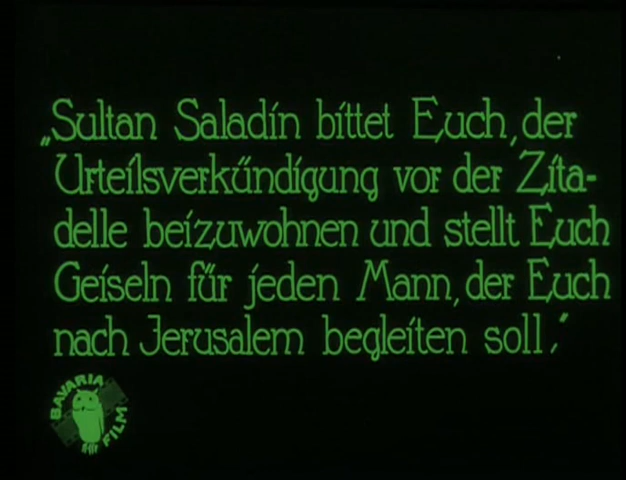 „Sultan Saladin bittet Euch, der
Urteilsverkündigung vor der Zita-
delle beizuwohnen und stellt Euch
Geiseln für jeden Mann, der Euch
nach Jerusalem begleiten soll.“
BAVARIA
FILM